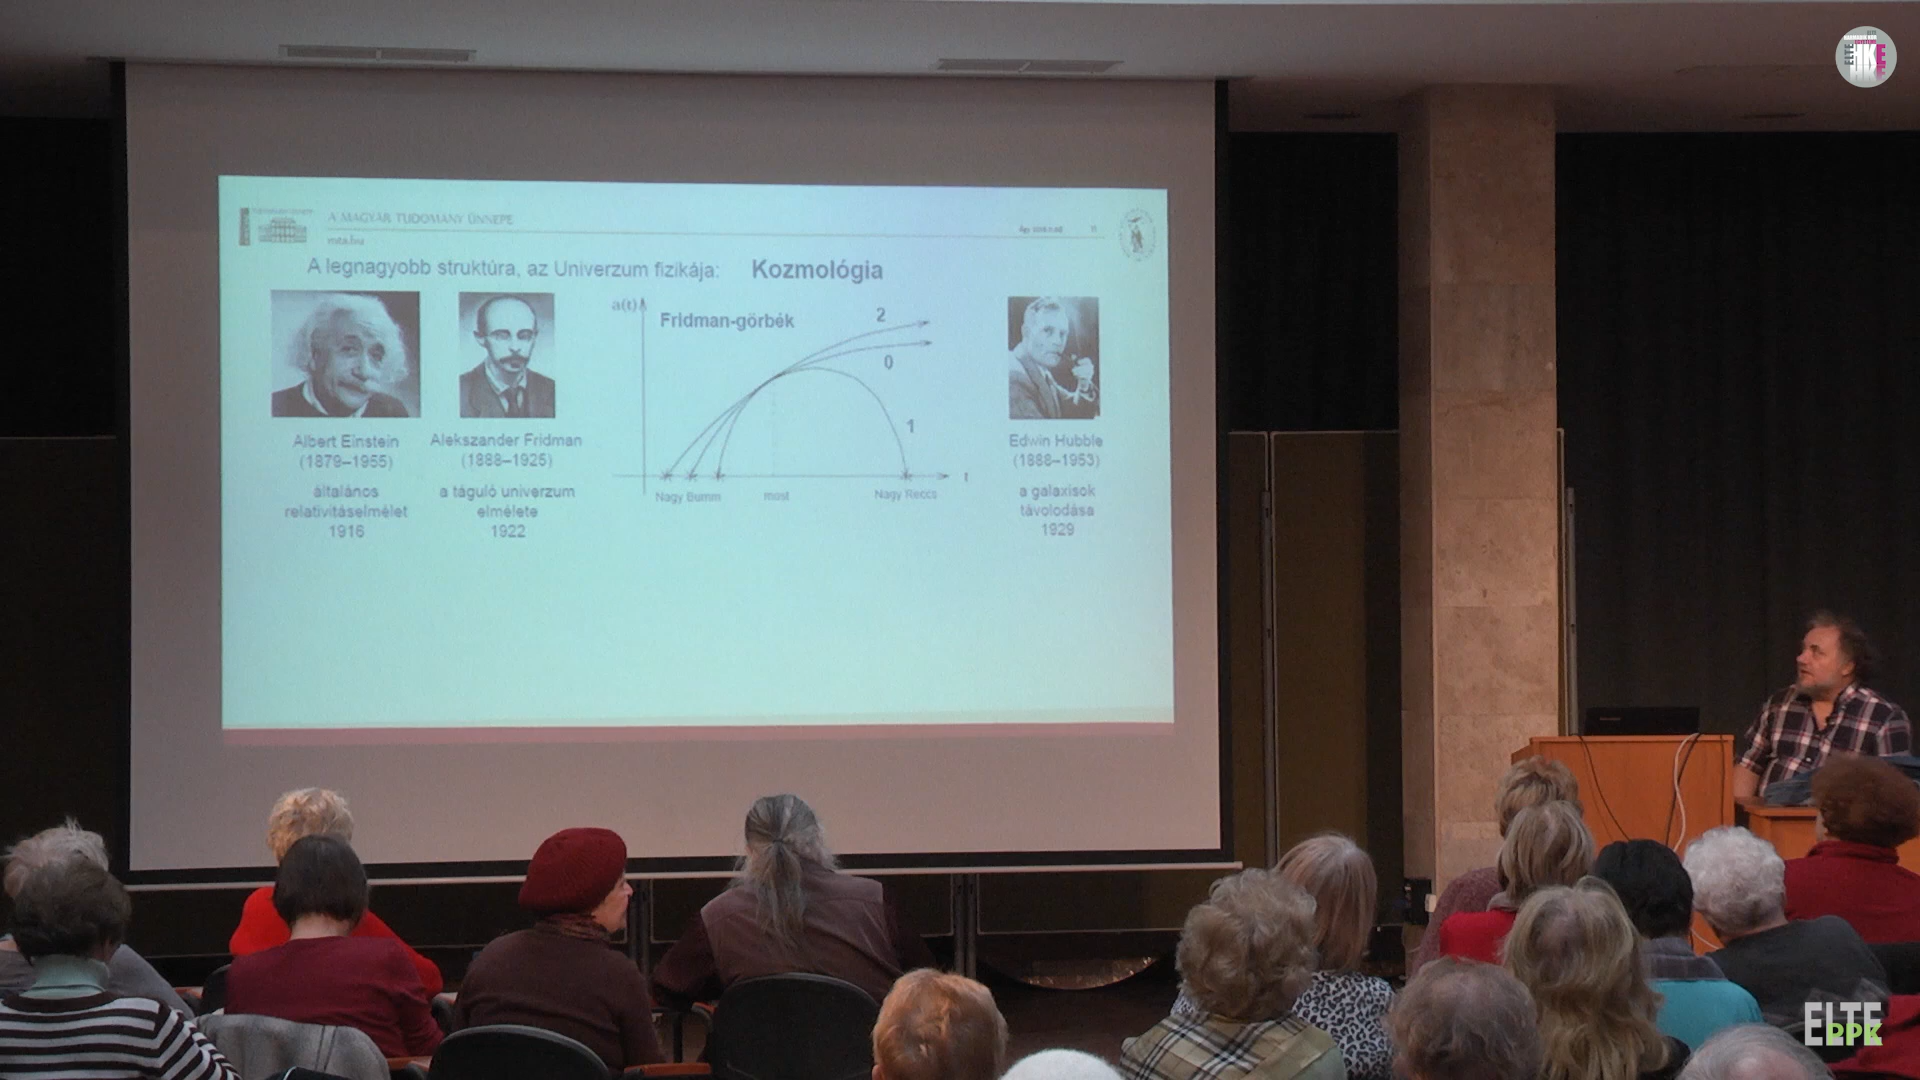 A MAGYAR TUDOMÁNY ÜNNEPE
mta.hu
A legnagyobb struktúra, az Univerzum fizikája: Kozmológia
a(t)
Fridman-görbék
2
0
1
t
Nagy Bumm most Nagy Reccs
Albert Einstein
(1879–1955)
általános
relativitáselmélet
1916
Alekszander Fridman
(1888–1925)
a táguló univerzum
elmélete
1922
Edwin Hubble
(1888–1953)
a galaxisok
távolodása
1929
ELTE
PPK